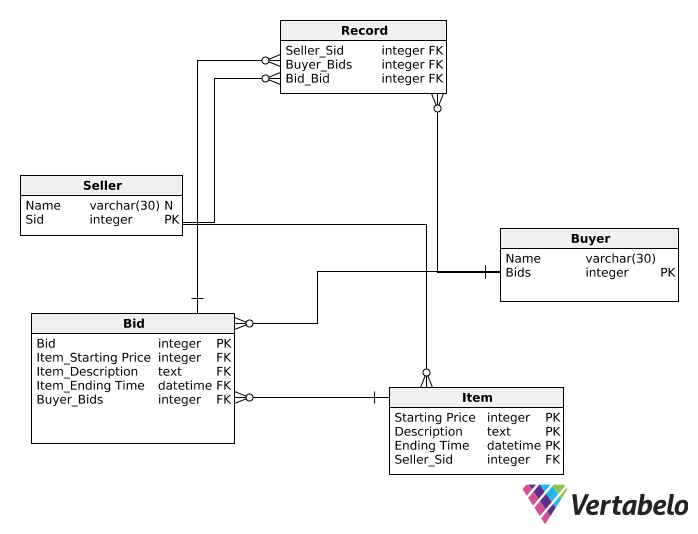 Record
Seller_Sid integer FK
Buyer_Bids integer FK
Bid_Bid integer FK
Seller
Name varchar(30) N
Sid integer PK
Buyer
Name varchar(30)
Bids integer PK
Bid
Bid integer PK
Item_Starting Price integer FK
Item_Description text FK
Item_Ending Time datetime FK
Buyer_Bids integer FK
Item
Starting Price integer PK
Description text PK
Ending Time datetime PK
Seller_Sid integer FK
Vertabelo